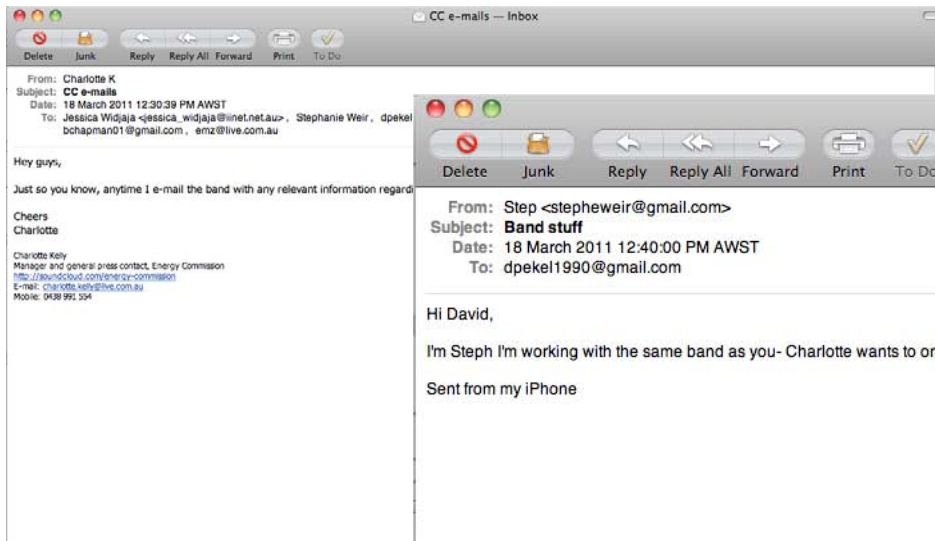 CC e-mails — Inbox
Delete Junk Reply Reply All Forward Print To Do
From: Charlotte K
Subject: CC e-mails
Date: 18 March 2011 12:30:39 PM AWST
To: Jessica Widjaja <jessica_widjaja@iinet.net.au>, Stephanie Weir, dpekel
bchapman01@gmail.com, emz@live.com.au
Hey guys,
Just so you know, anytime I e-mail the band with any relevant information regardi
Cheers
Charlotte
Charlotte Kelly
Manager and general press contact, Energy Commission
http://soundcloud.com/energy-commission
E-mail: charlotte.kelly@live.com.au
Mobile: 0438 991 554
Delete Junk Reply Reply All Forward Print To Do
From: Step <stepheweir@gmail.com>
Subject: Band stuff
Date: 18 March 2011 12:40:00 PM AWST
To: dpekel1990@gmail.com
Hi David,
I'm Steph I'm working with the same band as you- Charlotte wants to or
Sent from my iPhone